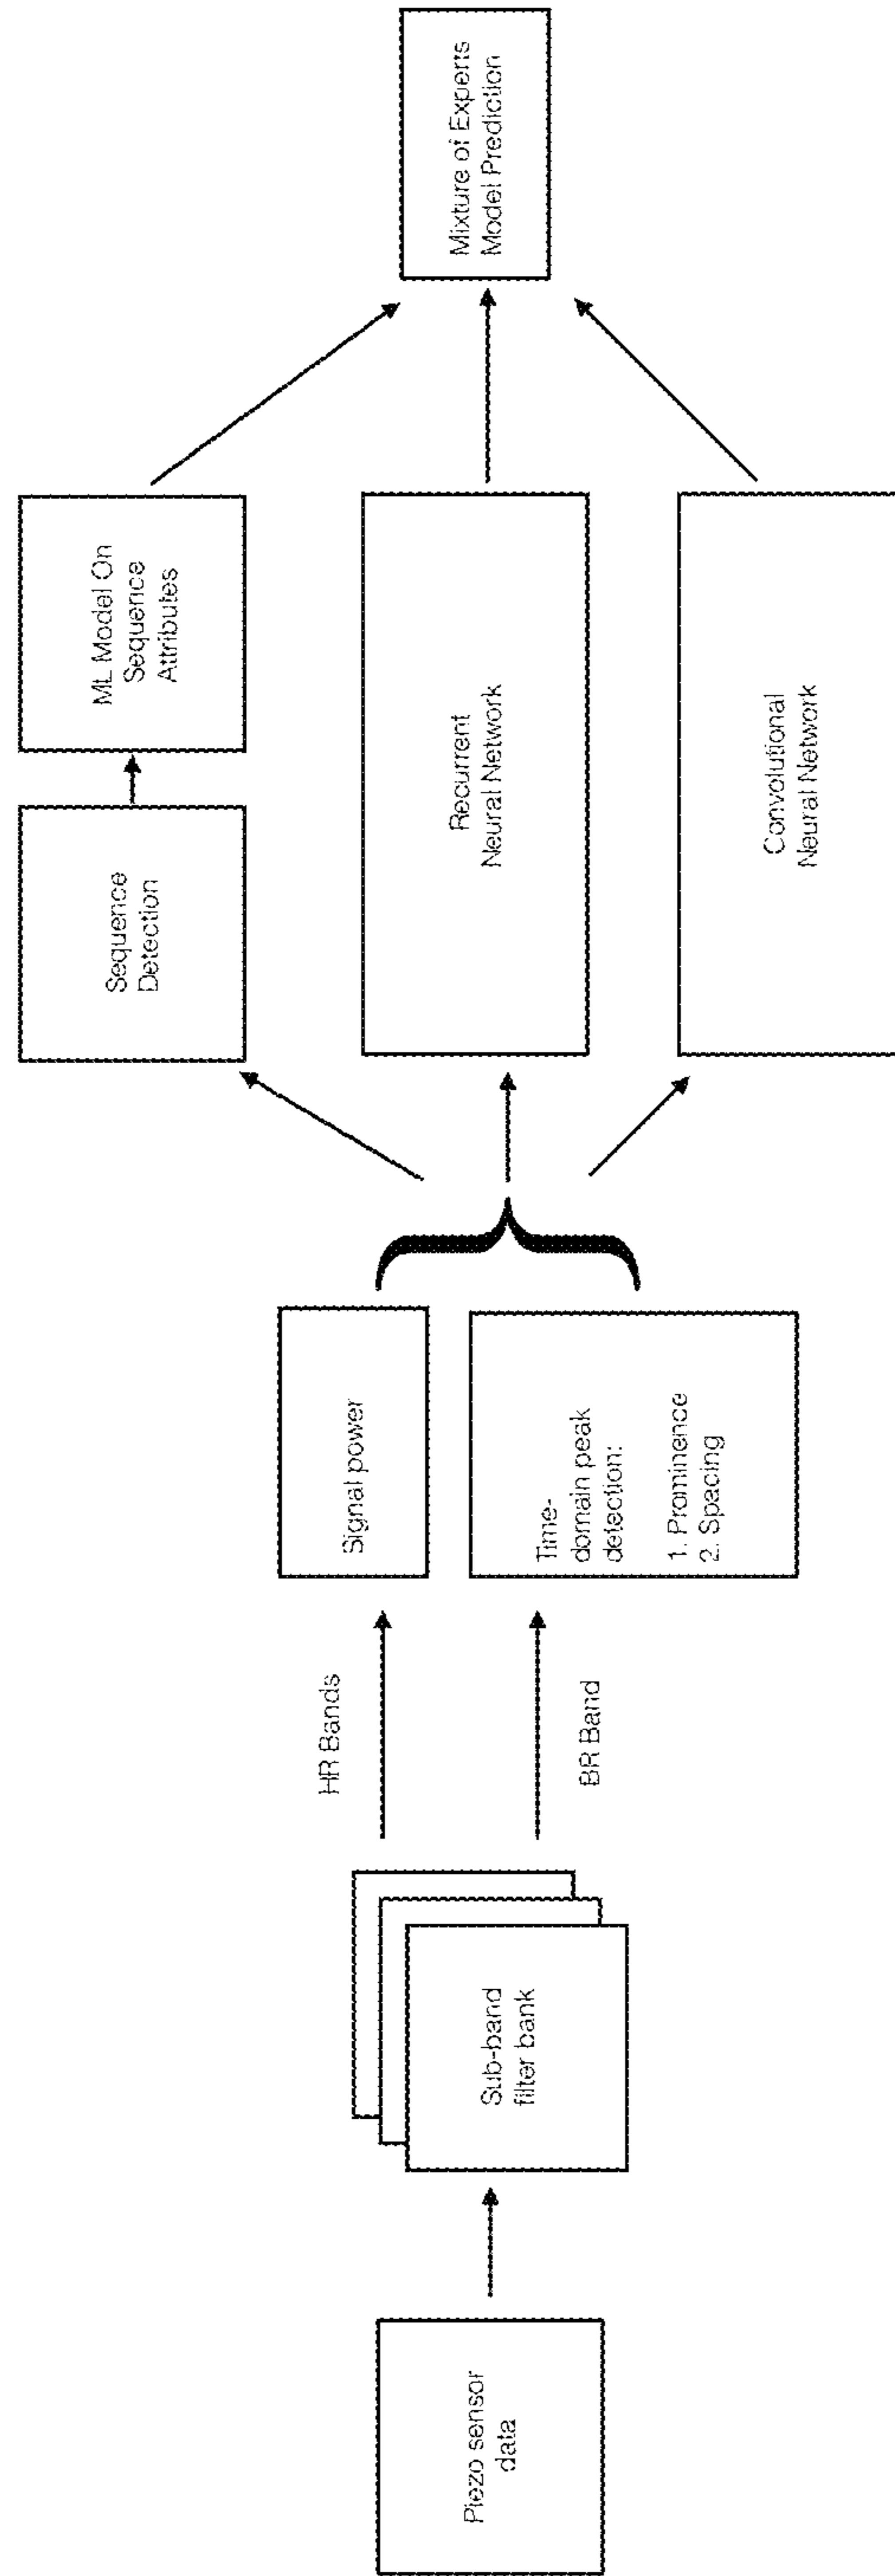 Piezo sensor
data
Sub-band
filter bank
HR Bands
BR Band
Signal power
Time-
domain peak
detection:
1. Prominence
2. Spacing
Sequence
Detection
ML Model On
Sequence
Attributes
Recurrent
Neural Network
Convolutional
Neural Network
Mixture of Experts
Model Prediction